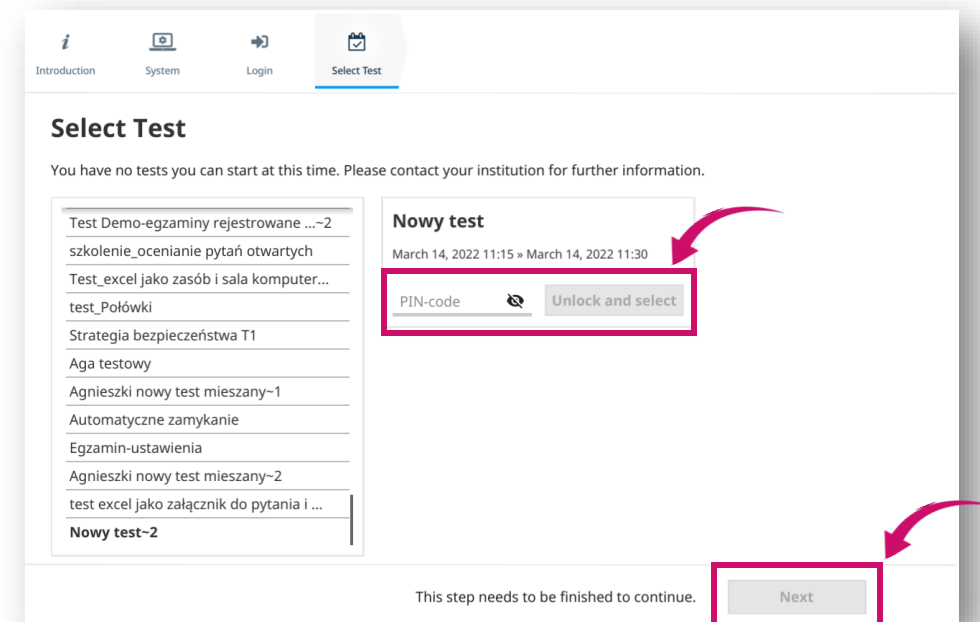 Introduction
System
Login
Select Test
Select Test
You have no tests you can start at this time. Please contact your institution for further information.
Test Demo-egzaminy rejestrowane ...~2
szkolenie_ocenianie pytań otwartych
Test_excel jako zasób i sala komputer...
test_Połówki
Strategia bezpieczeństwa T1
Aga testowy
Agnieszki nowy test mieszany~1
Automatyczne zamykanie
Egzamin-ustawienia
Agnieszki nowy test mieszany~2
test excel jako załącznik do pytania i ...
Nowy test~2
Nowy test
March 14, 2022 11:15 » March 14, 2022 11:30
PIN-code
Unlock and select
This step needs to be finished to continue.
Next